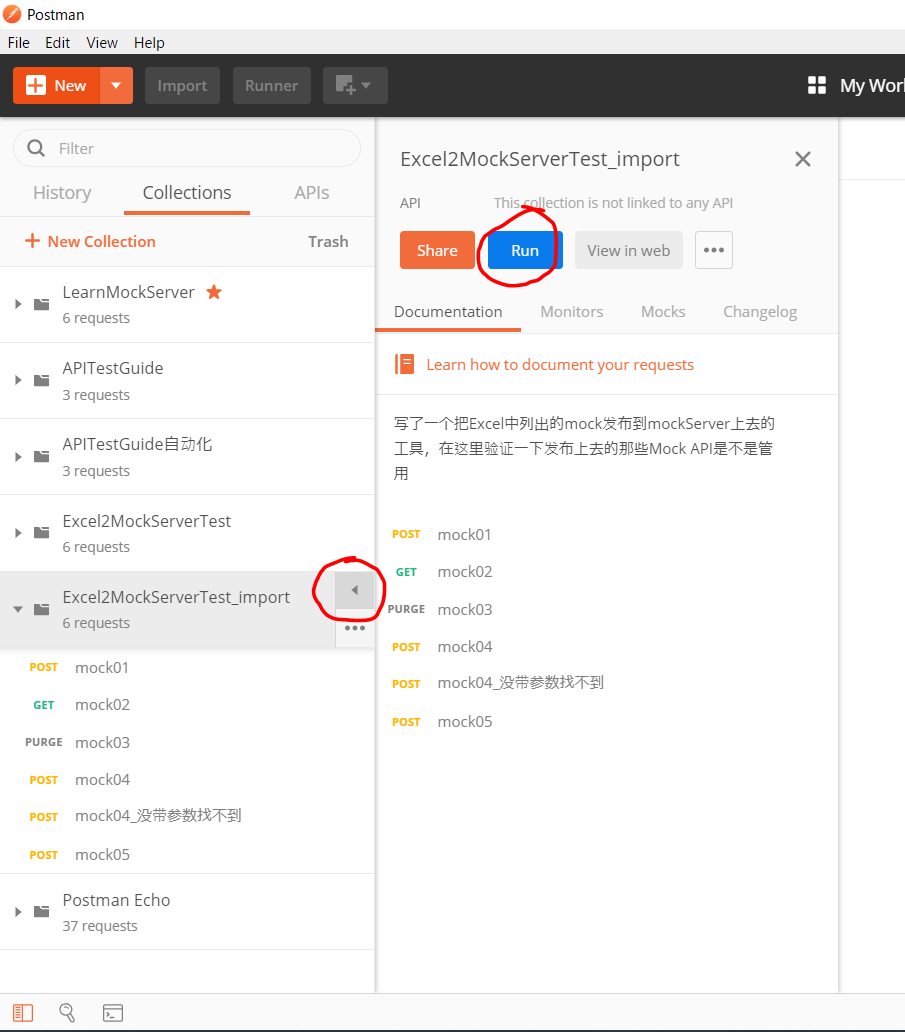 Postman
File Edit View Help
New Import Runner My Worl
Filter
History Collections APIs
New Collection Trash
LearnMockServer
6 requests
APITestGuide
3 requests
APITestGuide自动化
3 requests
Excel2MockServerTest
6 requests
Excel2MockServerTest_import
6 requests
POST mock01
GET mock02
PURGE mock03
POST mock04
POST mock04_没带参数找不到
POST mock05
Postman Echo
37 requests
Excel2MockServerTest_import
API This collection is not linked to any API
Share Run View in web
Documentation Monitors Mocks Changelog
Learn how to document your requests
写了一个把Excel中列出的mock发布到mockServer上去的
工具，在这里验证一下发布上去的那些Mock API是不是管
用
POST mock01
GET mock02
PURGE mock03
POST mock04
POST mock04_没带参数找不到
POST mock05